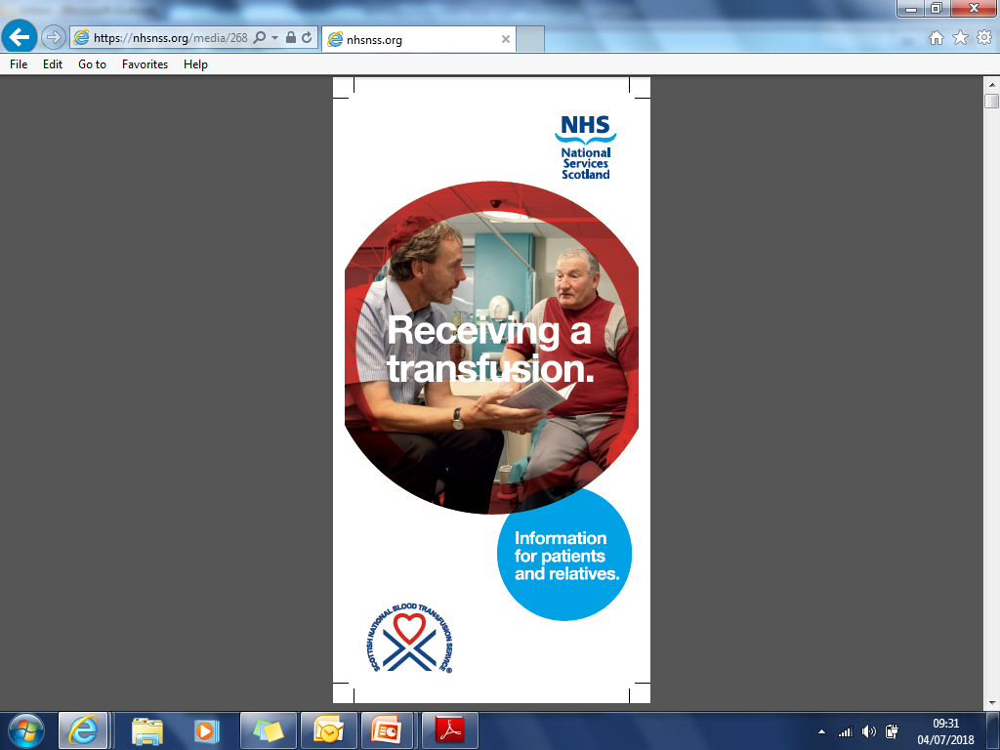 https://nhsnss.org/media/268
nhsnss.org
File Edit Go to Favorites Help
NHS
National
Services
Scotland
Receiving a
transfusion.
Information
for patients
and relatives.
SCOTTISH NATIONAL BLOOD TRANSFUSION SERVICE ®
09:31
04/07/2018